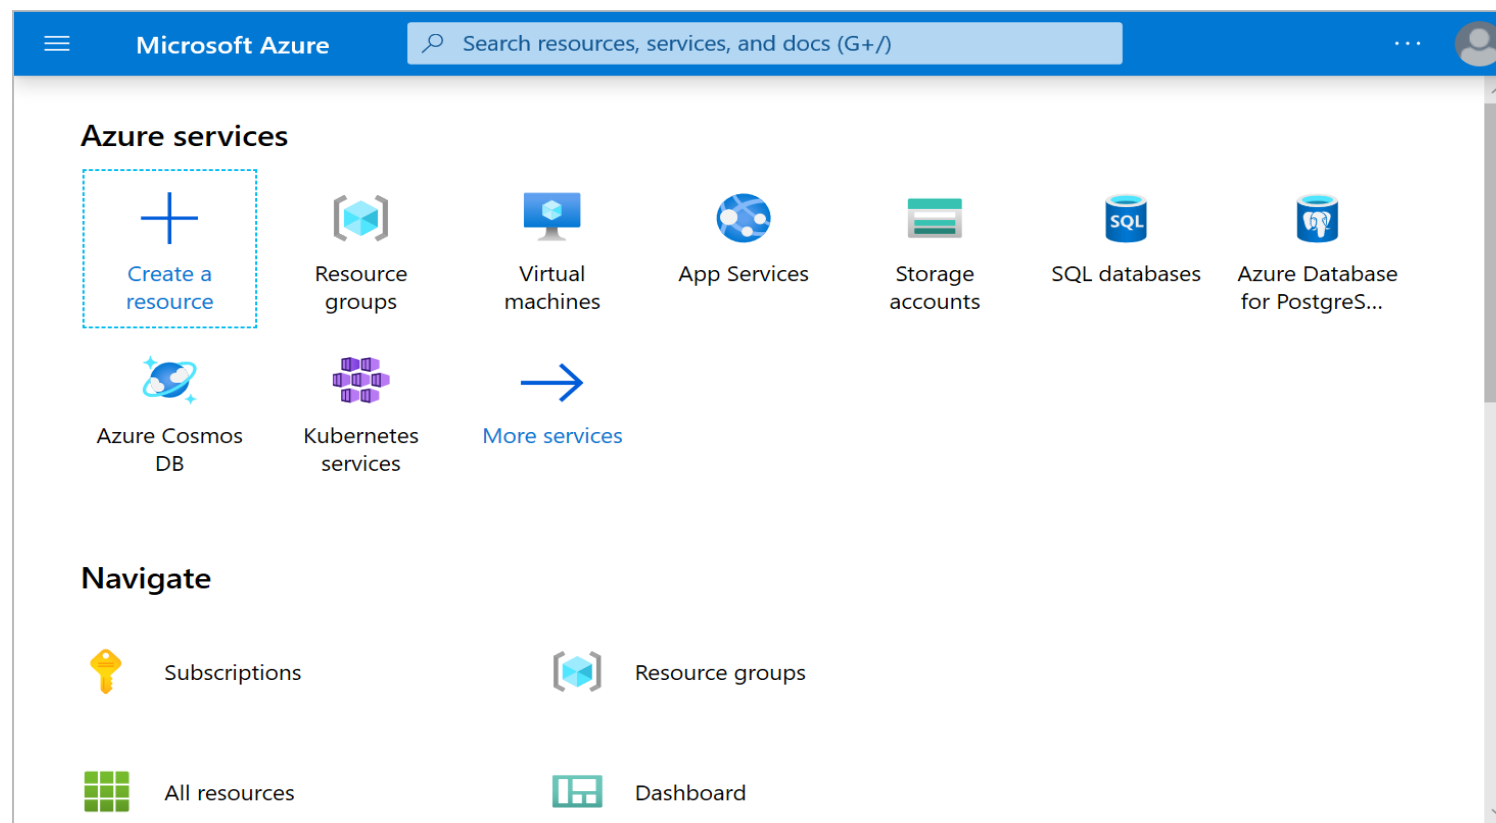 Microsoft Azure
Search resources, services, and docs (G+/)
Azure services
Create a
resource
Resource
groups
Virtual
machines
App Services
Storage
accounts
SQL
SQL databases
Azure Database
for PostgreS...
Azure Cosmos
DB
Kubernetes
services
More services
Navigate
Subscriptions
Resource groups
All resources
Dashboard